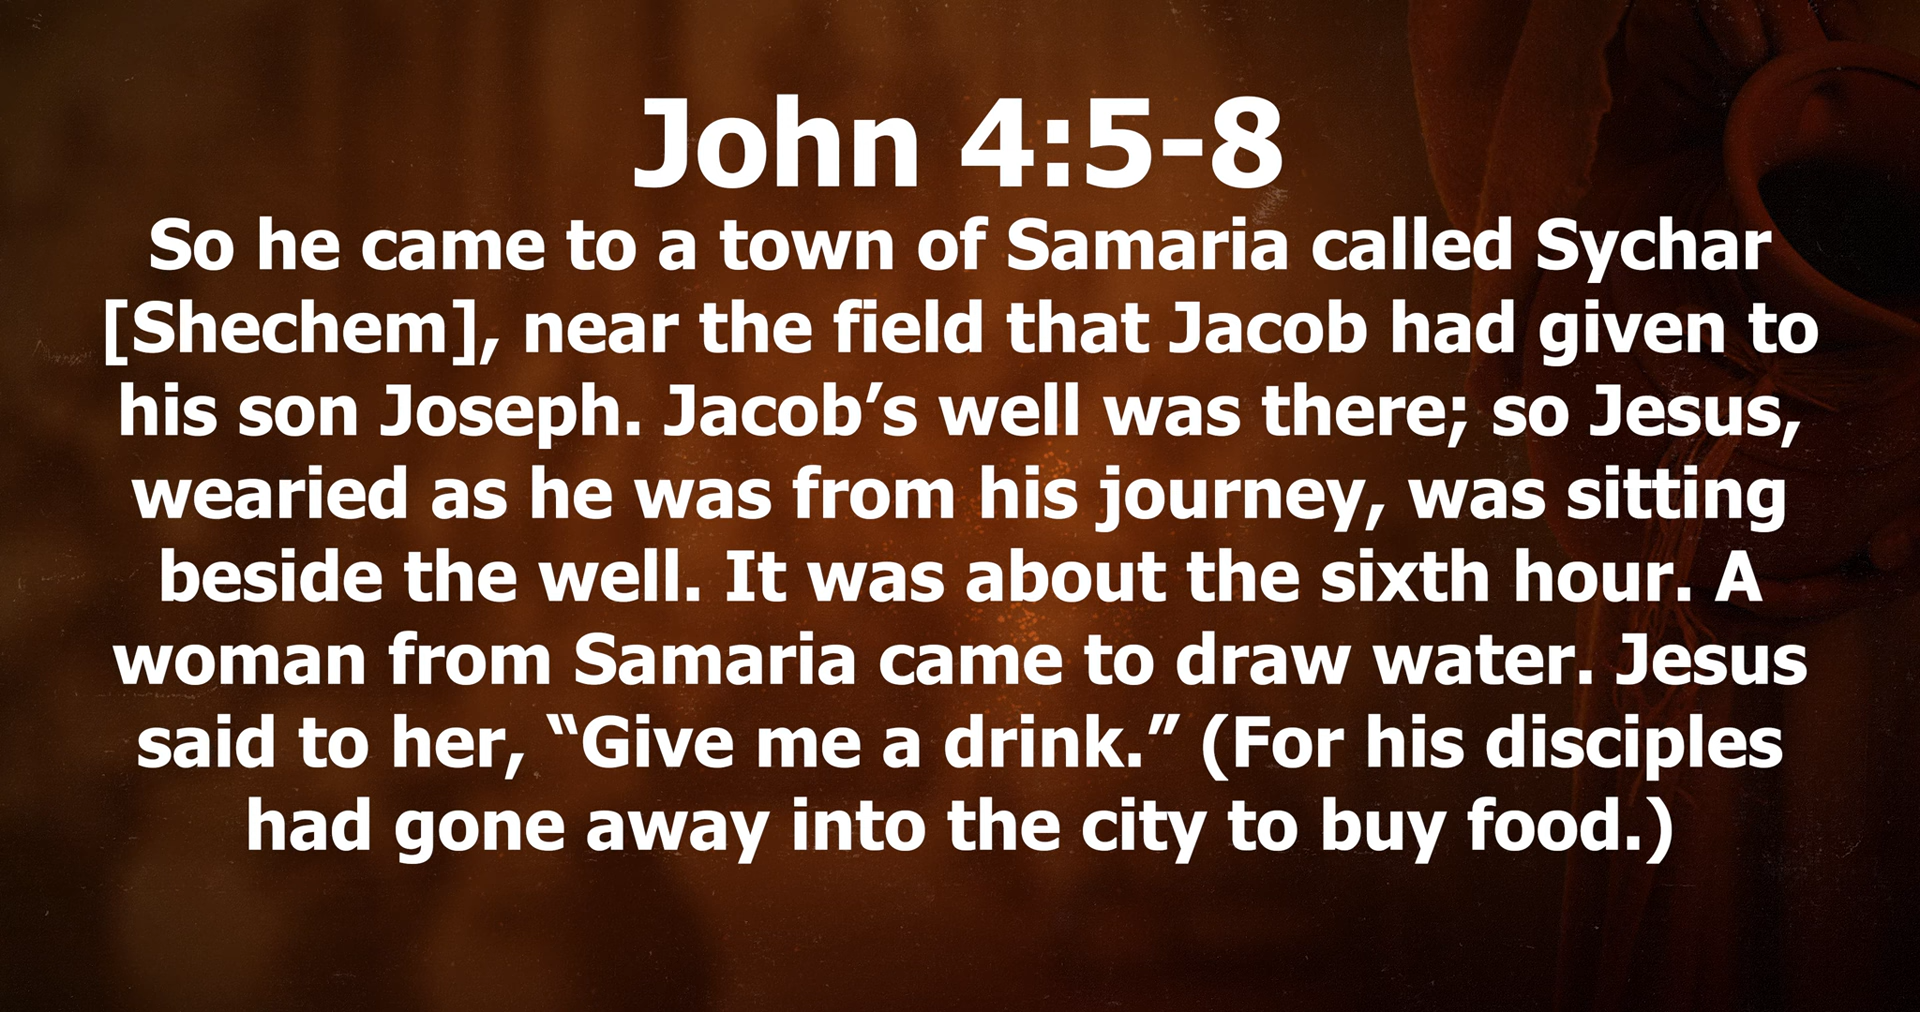 John 4:5-8
So he came to a town of Samaria called Sychar
[Shechem], near the field that Jacob had given to
his son Joseph. Jacob’s well was there; so Jesus,
wearied as he was from his journey, was sitting
beside the well. It was about the sixth hour. A
woman from Samaria came to draw water. Jesus
said to her, “Give me a drink.” (For his disciples
had gone away into the city to buy food.)